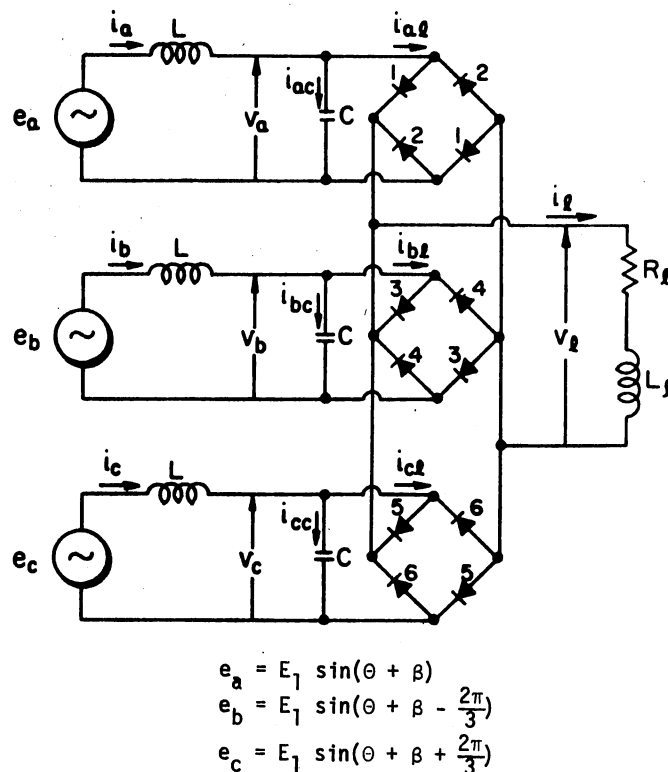 i_a L i_al
1 2
i_ac
e_a v_a C
2 1
i_l
i_b L i_bl
R_l
3 4
i_bc
e_b v_b C v_l
4 3
L_l
i_c L i_cl
5 6
i_cc
e_c v_c C
6 5
e_a = E_1 sin(Θ + β)
e_b = E_1 sin(Θ + β - 2π/3)
e_c = E_1 sin(Θ + β + 2π/3)